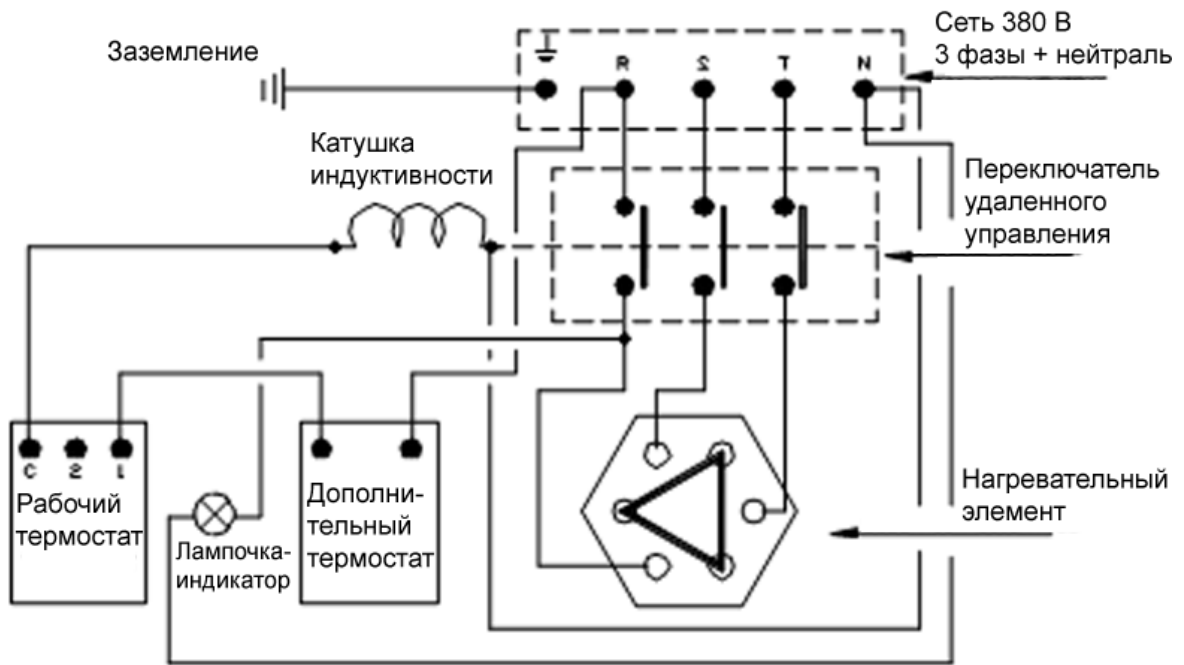 Сеть 380 В
3 фазы + нейтраль
Заземление
R S T N
Катушка
индуктивности
Переключатель
удаленного
управления
C 2 1
Рабочий
термостат
Лампочка-
индикатор
Дополни-
тельный
термостат
Нагревательный
элемент